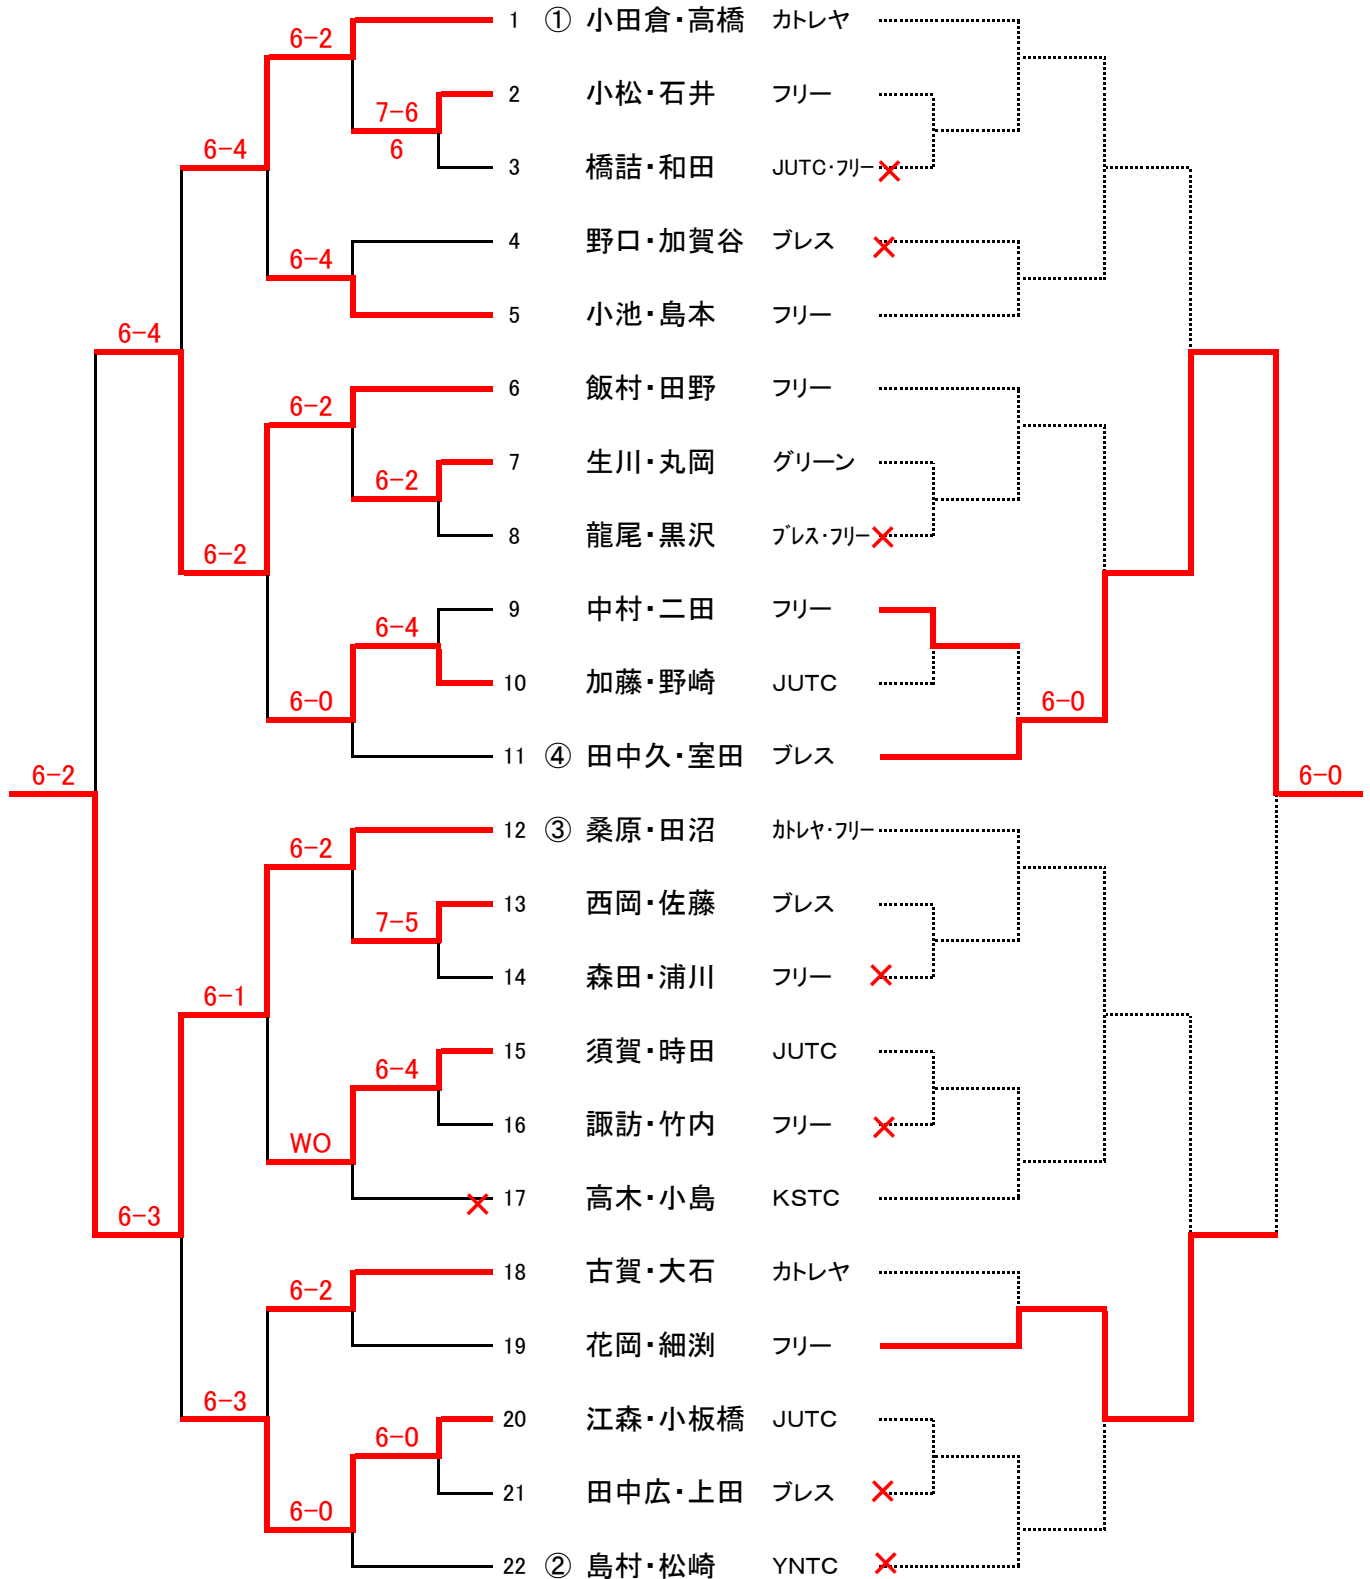 1 ① 小田倉・高橋 カトレヤ
6-2
2 小松・石井 フリー
7-6
6
6-4
3 橋詰・和田 JUTC・フリー
4 野口・加賀谷 ブレス
6-4
5 小池・島本 フリー
6-4
6 飯村・田野 フリー
6-2
7 生川・丸岡 グリーン
6-2
8 龍尾・黒沢 ブレス・フリー
6-2
9 中村・二田 フリー
6-4
10 加藤・野崎 JUTC
6-0 6-0
11 ④ 田中久・室田 ブレス
6-2 6-0
12 ③ 桑原・田沼 カトレヤ・フリー
6-2
13 西岡・佐藤 ブレス
7-5
14 森田・浦川 フリー
6-1
15 須賀・時田 JUTC
6-4
16 諏訪・竹内 フリー
WO
17 高木・小島 KSTC
6-3
18 古賀・大石 カトレヤ
6-2
19 花岡・細渕 フリー
6-3
20 江森・小板橋 JUTC
6-0
21 田中広・上田 ブレス
6-0
22 ② 島村・松崎 YNTC